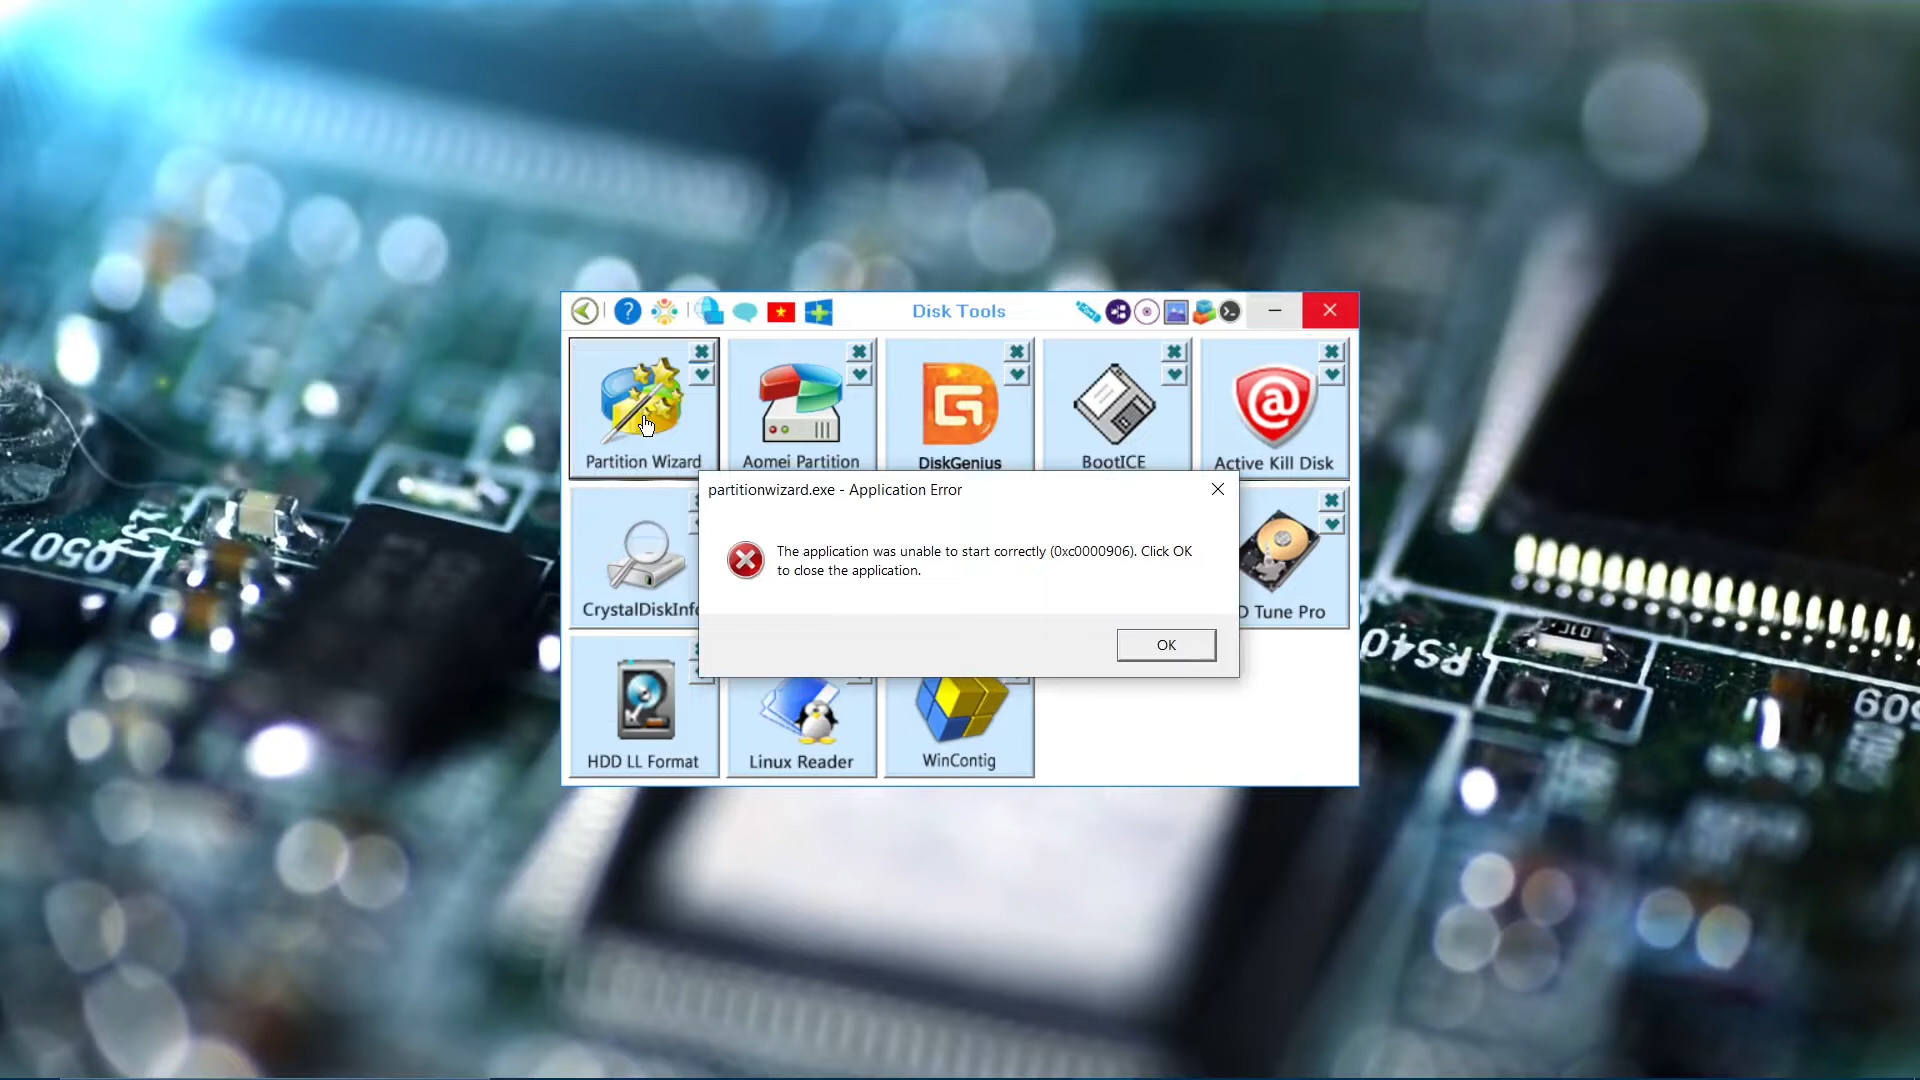 Disk Tools
Partition Wizard
Aomei Partition
DiskGenius
BootICE
Active Kill Disk
partitionwizard.exe - Application Error
The application was unable to start correctly (0xc0000906). Click OK
to close the application.
OK
CrystalDiskInfo
D Tune Pro
HDD LL Format
Linux Reader
WinContig
Q507